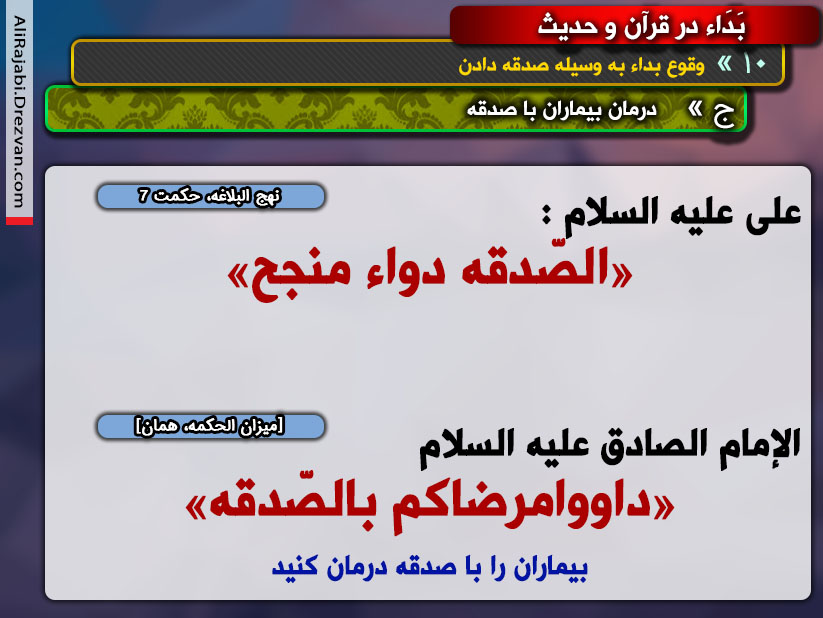 بَدَاء در قرآن و حدیث
۱۰ » وقوع بداء به وسیله صدقه دادن
ج » درمان بیماران با صدقه
AliRajabi.Drezvan.com
نهج البلاغه، حکمت 7
علی علیه السلام :
«الصّدقه دواء منجح»
[میزان الحکمه، همان]
الإمام الصادق علیه السلام
«داووامرضاکم بالصّدقه»
بیماران را با صدقه درمان کنید